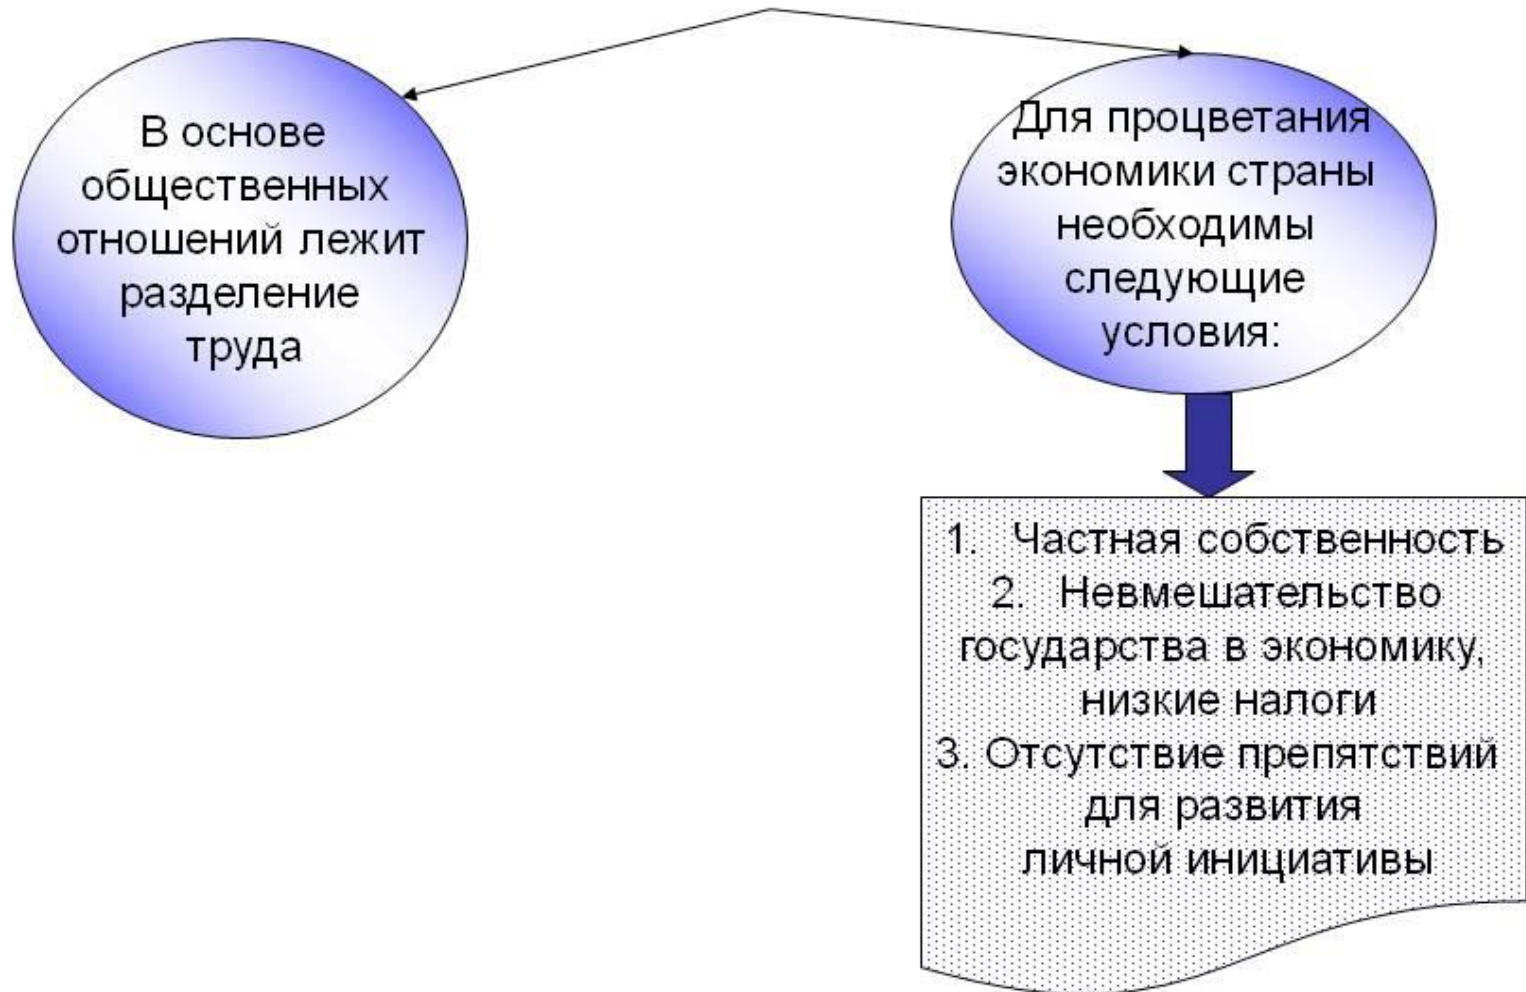 В основе
общественных
отношений лежит
разделение
труда
Для процветания
экономики страны
необходимы
следующие
условия:
1. Частная собственность
2. Невмешательство
государства в экономику,
низкие налоги
3. Отсутствие препятствий
для развития
личной инициативы